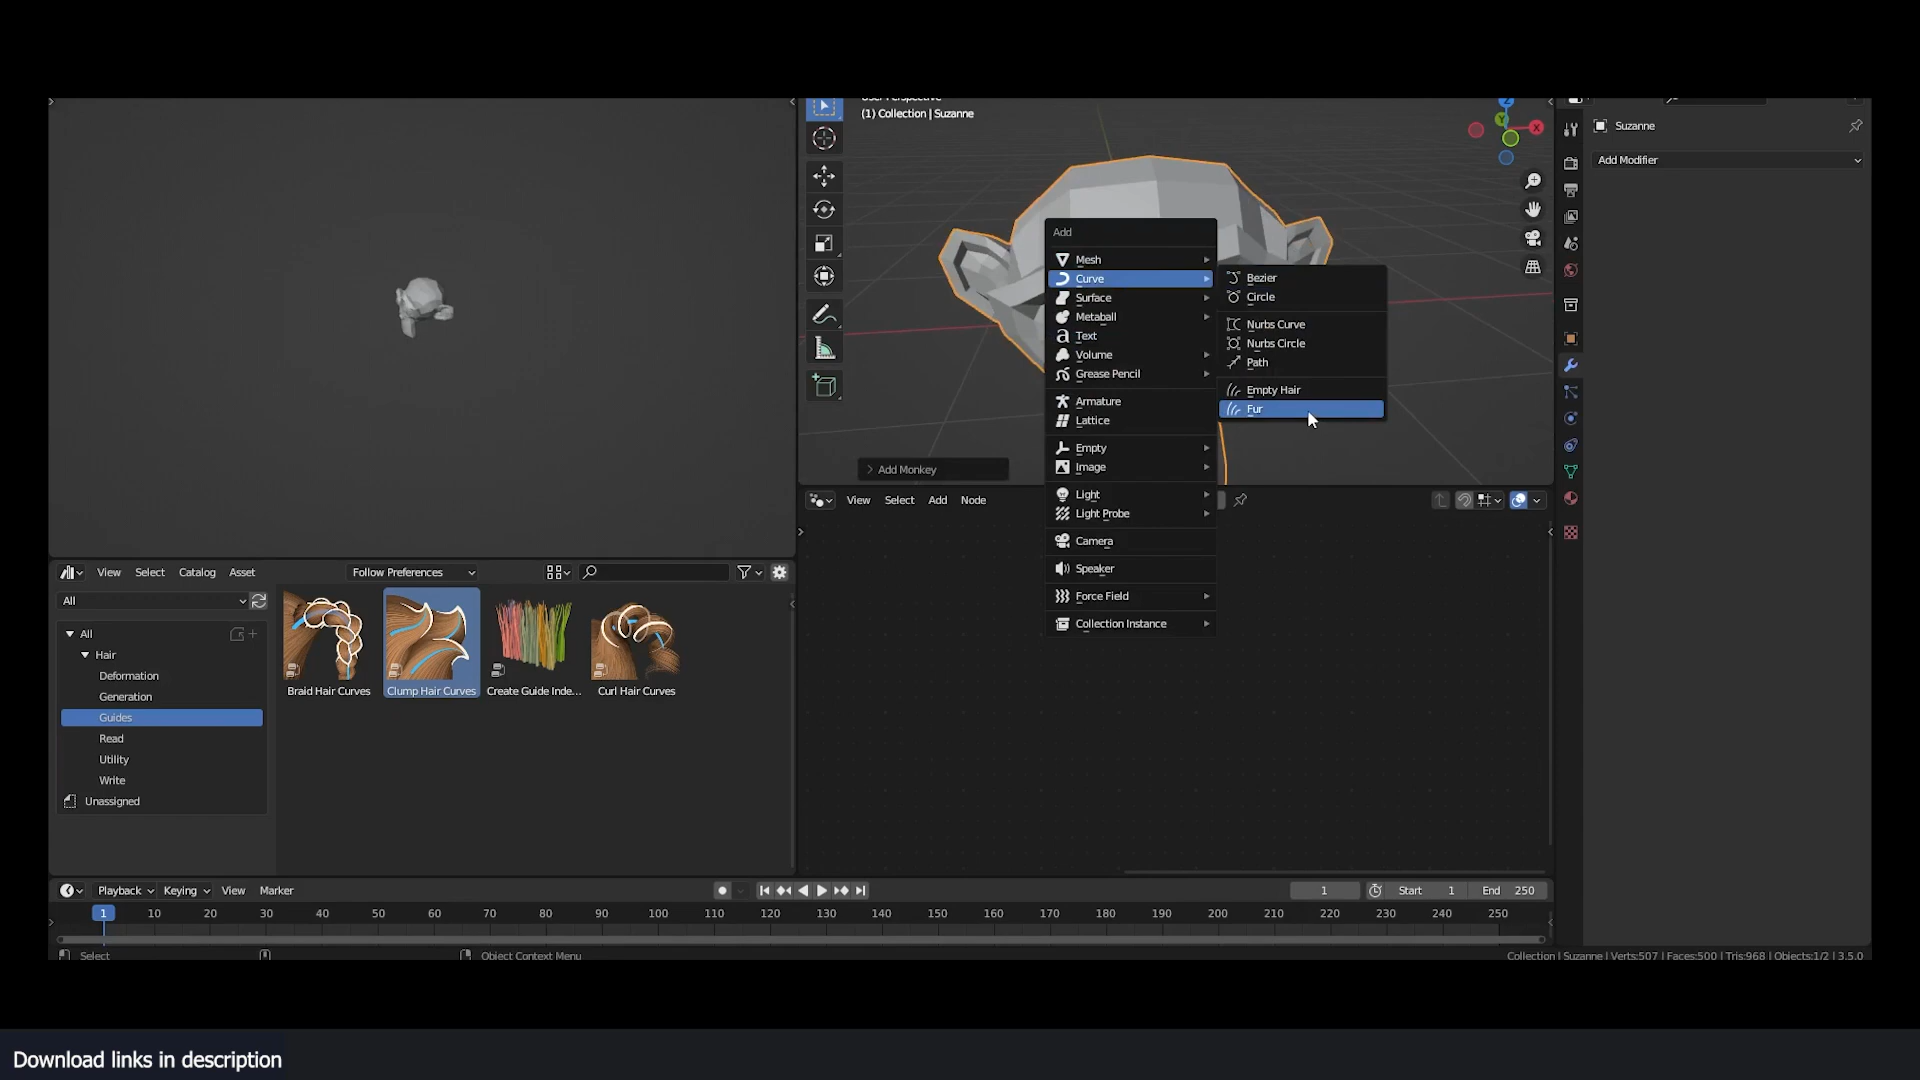 User Perspective
(1) Collection | Suzanne
Z
Y
X
Suzanne
Add Modifier
Add
Mesh
Curve
Surface
Metaball
Text
Volume
Grease Pencil
Armature
Lattice
Empty
Image
Light
Light Probe
Camera
Speaker
Force Field
Collection Instance
Bezier
Circle
Nurbs Curve
Nurbs Circle
Path
Empty Hair
Fur
Add Monkey
View Select Add Node
View Select Catalog Asset
Follow Preferences
All
All
Hair
Deformation
Generation
Guides
Read
Utility
Write
Unassigned
Braid Hair Curves
Clump Hair Curves
Create Guide Inde...
Curl Hair Curves
Playback Keying View Marker
1
Start 1
End 250
1 10 20 30 40 50 60 70 80 90 100 110 120 130 140 150 160 170 180 190 200 210 220 230 240 250
Select
Object Context Menu
Collection | Suzanne | Verts:507 | Faces:500 | Tris:968 | Objects:1/2 | 3.5.0
Download links in description